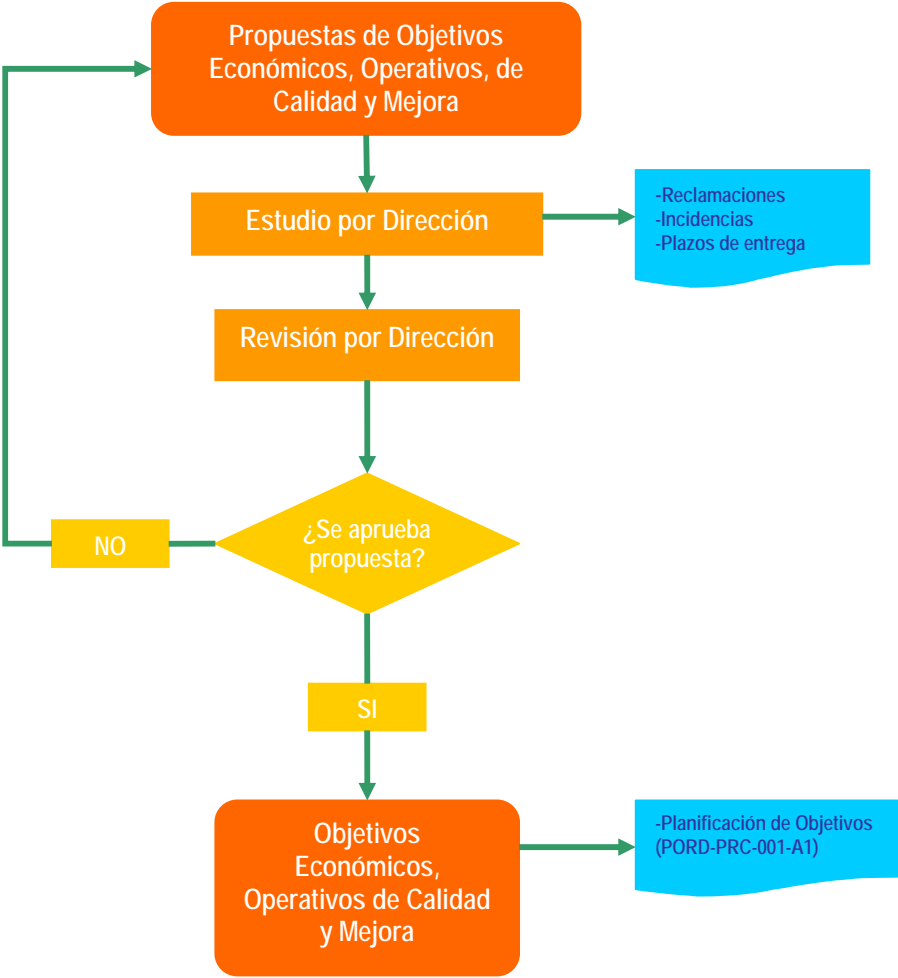 Propuestas de Objetivos
Económicos, Operativos, de
Calidad y Mejora
Estudio por Dirección
-Reclamaciones
-Incidencias
-Plazos de entrega
Revisión por Dirección
¿Se aprueba
propuesta?
NO
SI
Objetivos
Económicos,
Operativos de Calidad
y Mejora
-Planificación de Objetivos
(PORD-PRC-001-A1)